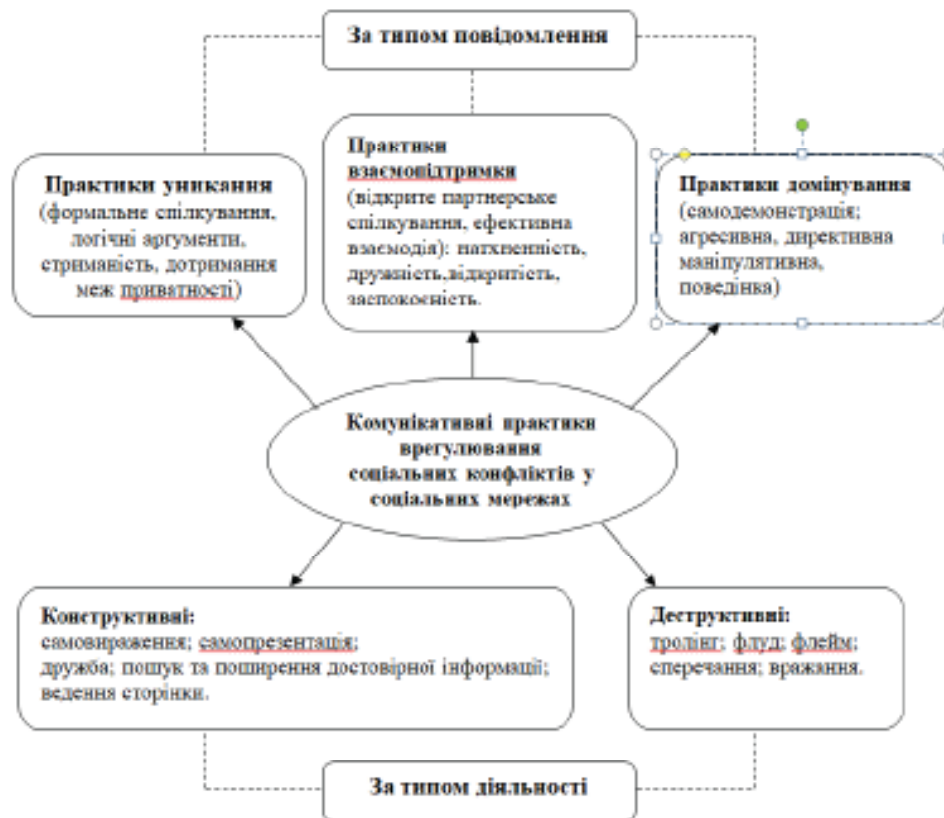 За типом повідомлення
Практики уникання
(формальне спілкування,
логічні аргументи,
стриманість, дотримання
меж приватності)
Практики
взаємопідтримки
(відкрите партнерське
спілкування, ефективна
взаємодія): натхненність,
дружність,відкритість,
заспокоєність.
Практики домінування
(самодемонстрація;
агресивна, директивна
маніпулятивна,
поведінка)
Комунікативні практики
врегулювання
соціальних конфліктів у
соціальних мережах
Конструктивні:
самовираження; самопрезентація;
дружба; пошук та поширення достовірної інформації;
ведення сторінки.
Деструктивні:
тролінг; флуд; флейм;
сперечання; вражання.
За типом діяльності